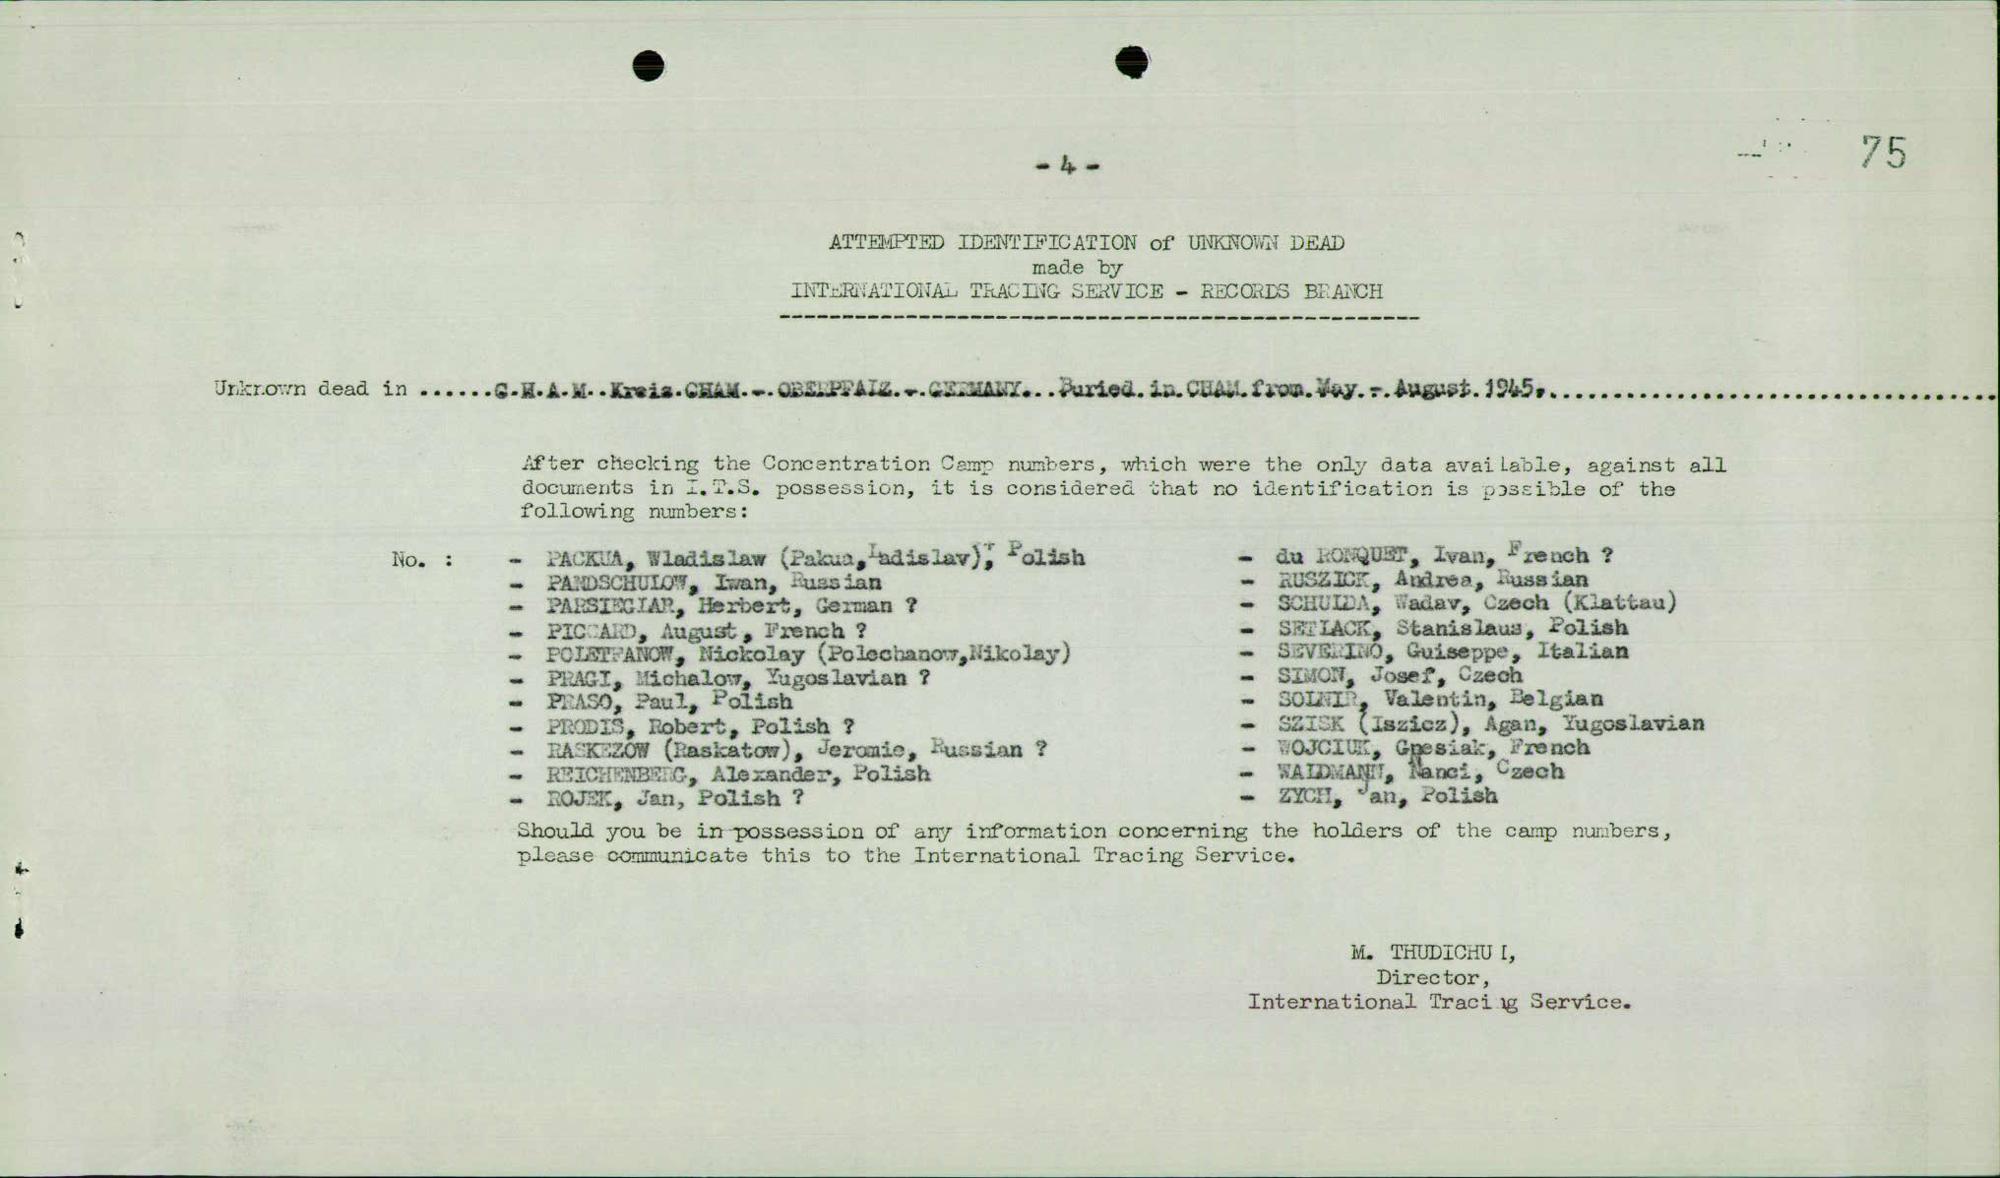 - 4 -
75
ATTEMPTED IDENTIFICATION of UNKNOWN DEAD
made by
INTERNATIONAL TRACING SERVICE - RECORDS BRANCH
Unknown dead in ......C.H.A.M..Kreis.CHAM.-.OBERPFALZ.-.GERMANY...Buried.in.CHAM.from.May.-.August.1945,
After checking the Concentration Camp numbers, which were the only data available, against all
documents in I.T.S. possession, it is considered that no identification is possible of the
following numbers:
No. :
- PACKUA, Wladislaw (Pakua, Ladislav), Polish
- PANDSCHULOW, Iwan, Russian
- PARSIEGIAR, Herbert, German ?
- PICCARD, August, French ?
- POLETPANOW, Nickolay (Polechanow,Nikolay)
- PRAGI, Michalow, Yugoslavian ?
- PRASO, Paul, Polish
- PRODIS, Robert, Polish ?
- RASKEZOW (Raskatow), Jeromie, Russian ?
- REICHENBERG, Alexander, Polish
- ROJEK, Jan, Polish ?
- du RONQUET, Ivan, French ?
- RUSZICK, Andrea, Russian
- SCHULDA, Wadav, Czech (Klattau)
- SETLACK, Stanislaus, Polish
- SEVERINO, Guiseppe, Italian
- SIMON, Josef, Czech
- SOLNIR, Valentin, Belgian
- SZISK (Iszicz), Agan, Yugoslavian
- WOJCIUK, Gnesiak, French
- WALDMANN, Nanci, Czech
- ZYCH, Jan, Polish
Should you be in possession of any information concerning the holders of the camp numbers,
please communicate this to the International Tracing Service.
M. THUDICHUM,
Director,
International Tracing Service.